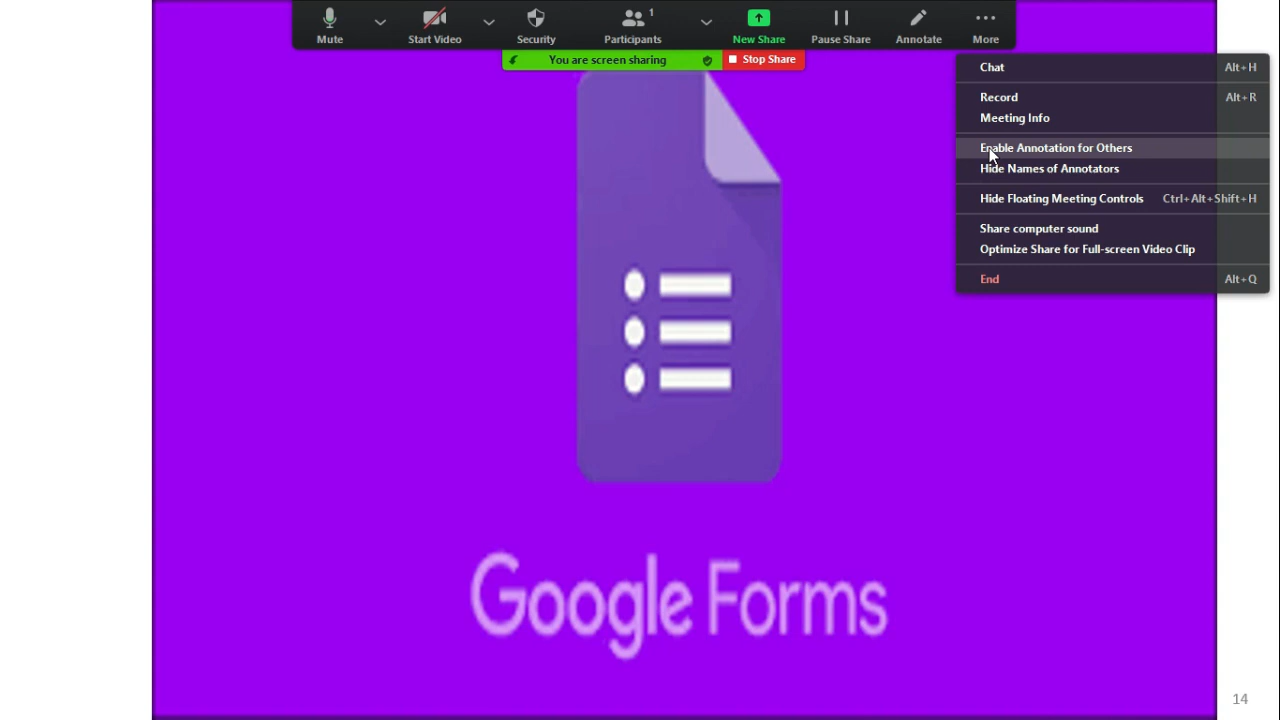 1
Mute Start Video Security Participants New Share Pause Share Annotate More
You are screen sharing Stop Share
Chat Alt+H
Record Alt+R
Meeting Info
Enable Annotation for Others
Hide Names of Annotators
Hide Floating Meeting Controls Ctrl+Alt+Shift+H
Share computer sound
Optimize Share for Full-screen Video Clip
End Alt+Q
Google Forms
14